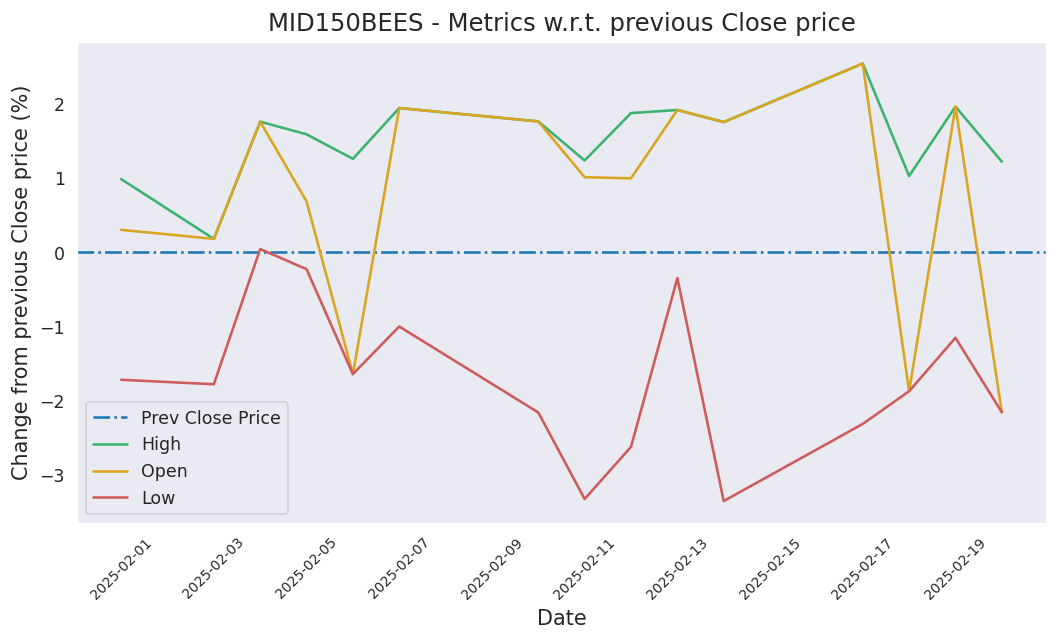 MID150BEES - Metrics w.r.t. previous Close price
Change from previous Close price (%)
2
1
0
−1
−2
−3
Prev Close Price
High
Open
Low
2025-02-01
2025-02-03
2025-02-05
2025-02-07
2025-02-09
2025-02-11
2025-02-13
2025-02-15
2025-02-17
2025-02-19
Date